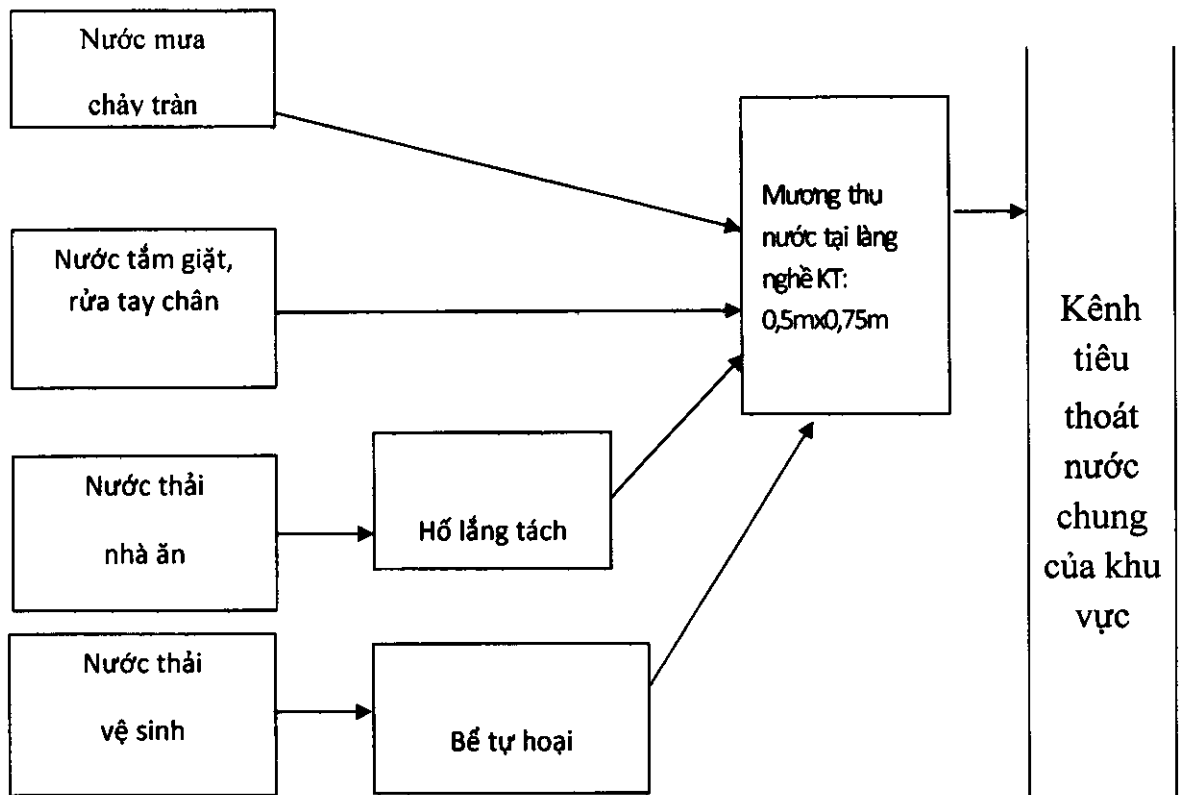 Nước mưa
chảy tràn
Nước tắm giặt,
rửa tay chân
Nước thải
nhà ăn
Hố lắng tách
Nước thải
vệ sinh
Bể tự hoại
Mương thu
nước tại làng
nghề KT:
0,5mx0,75m
Kênh
tiêu
thoát
nước
chung
của khu
vực